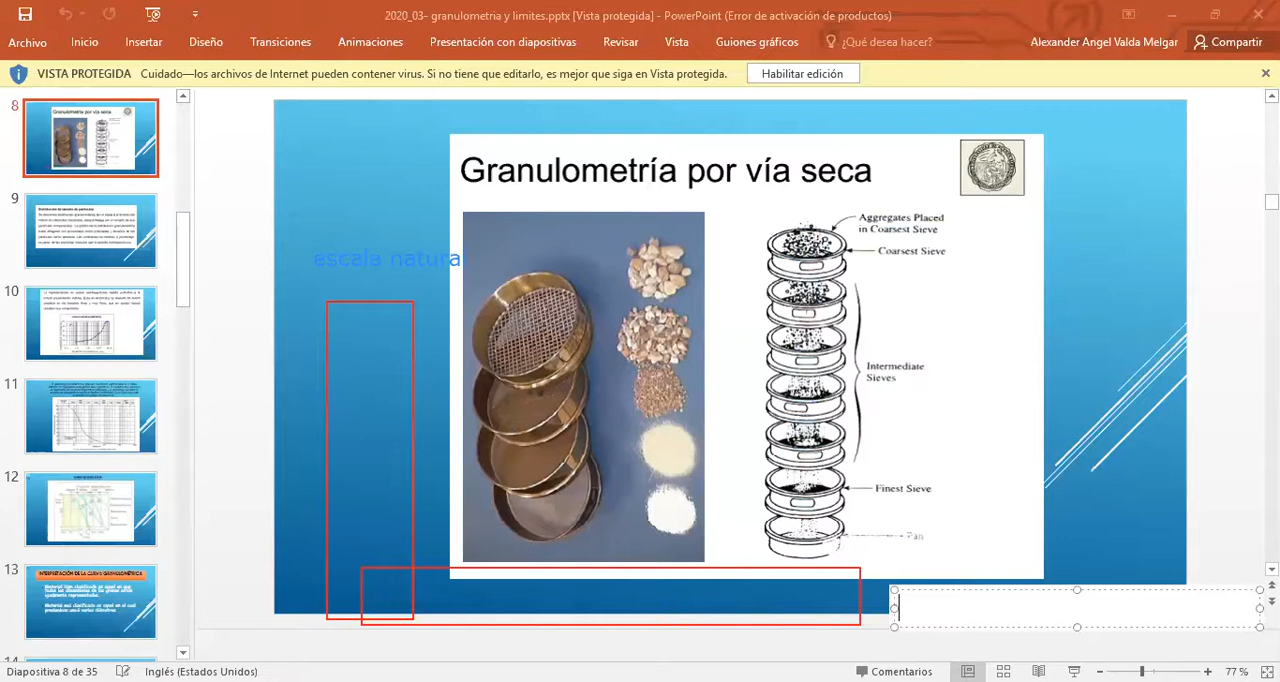 2020_03- granulometria y limites.pptx [Vista protegida] - PowerPoint (Error de activación de productos)
Archivo Inicio Insertar Diseño Transiciones Animaciones Presentación con diapositivas Revisar Vista Guiones gráficos ¿Qué desea hacer? Alexander Angel Valda Melgar Compartir
VISTA PROTEGIDA Cuidado—los archivos de Internet pueden contener virus. Si no tiene que editarlo, es mejor que siga en Vista protegida. Habilitar edición
8
Granulometría por vía seca
9
10
11
12
13
INTERPRETACIÓN DE LA CURVA GRANULOMÉTRICA
Granulometría por vía seca
escala natural
Aggregates Placed
in Coarsest Sieve
Coarsest Sieve
Intermediate
Sieves
Finest Sieve
Pan
Diapositiva 8 de 35 Inglés (Estados Unidos) Comentarios 77 %